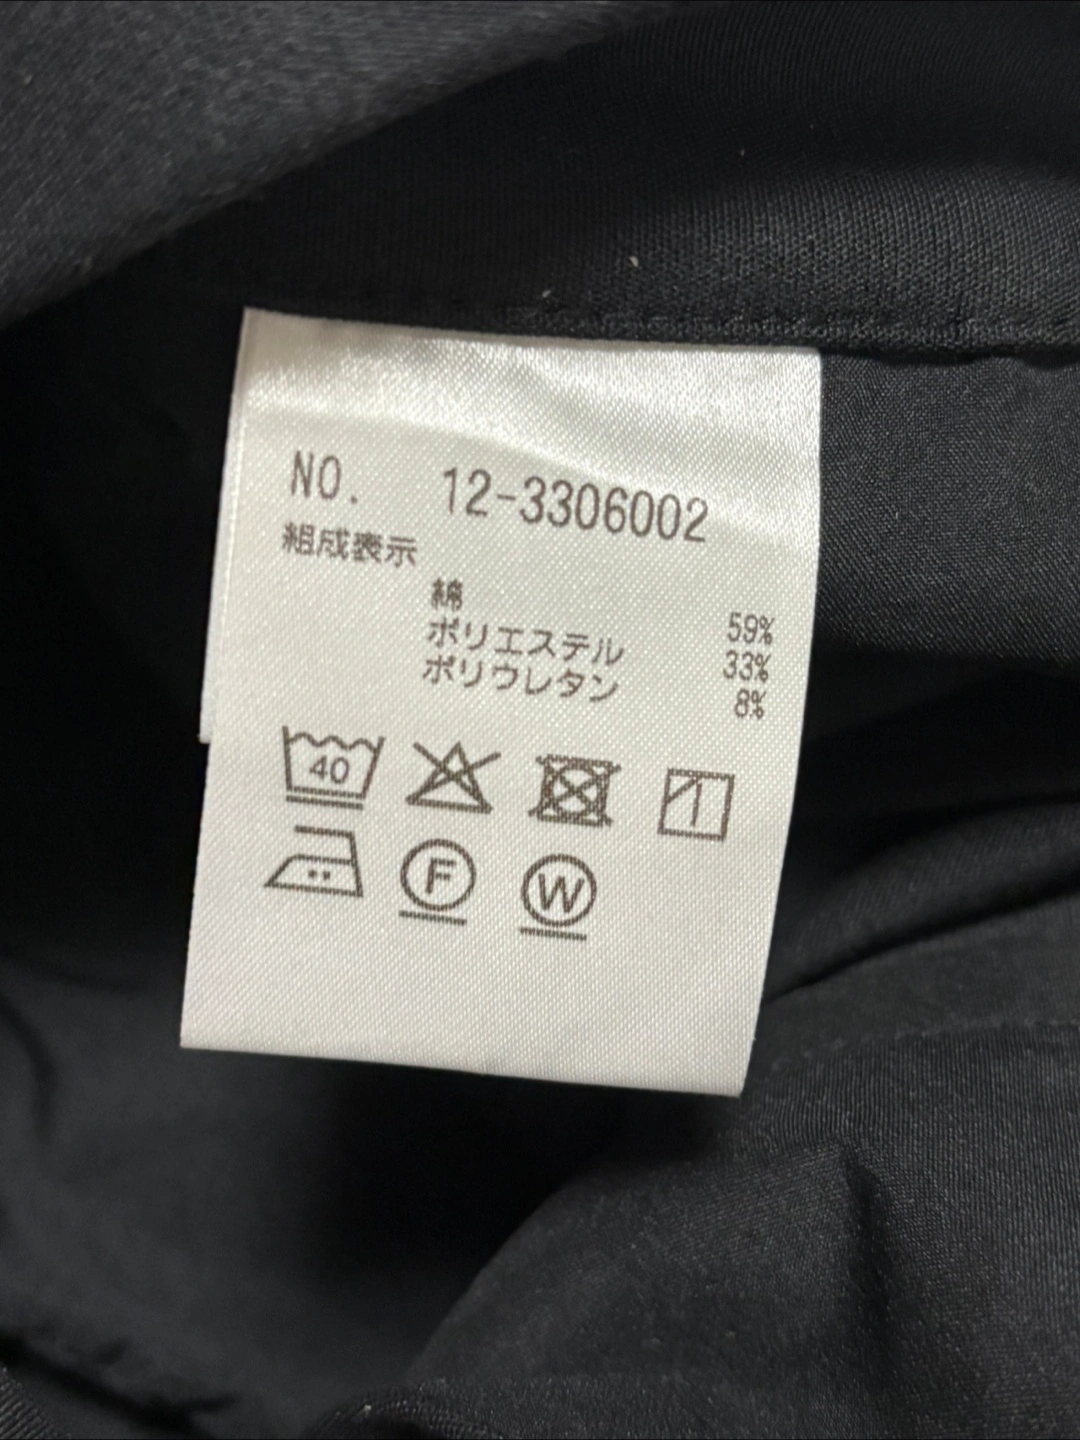 NO. 12-3306002
組成表示
綿 59%
ポリエステル 33%
ポリウレタン 8%
40
F W